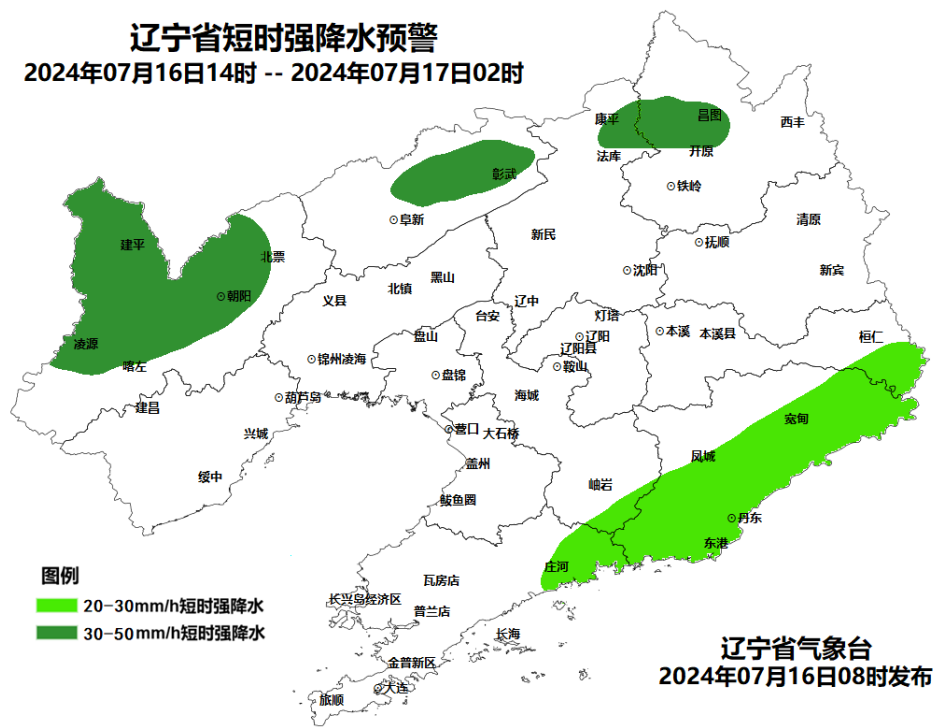 辽宁省短时强降水预警
2024年07月16日14时 -- 2024年07月17日02时
康平
昌图
西丰
法库
开原
彰武
铁岭
阜新
清原
新民
抚顺
建平
北票
沈阳
新宾
黑山
北镇
朝阳
义县
辽中
台安
灯塔
盘山
辽阳
本溪
本溪县
桓仁
凌源
辽阳县
锦州
凌海
喀左
鞍山
盘锦
海城
葫芦岛
建昌
宽甸
兴城
营口
大石桥
凤城
盖州
绥中
岫岩
鲅鱼圈
丹东
东港
庄河
瓦房店
长兴岛经济区
普兰店
长海
金普新区
大连
旅顺
图例
20-30mm/h短时强降水
30-50mm/h短时强降水
辽宁省气象台
2024年07月16日08时发布